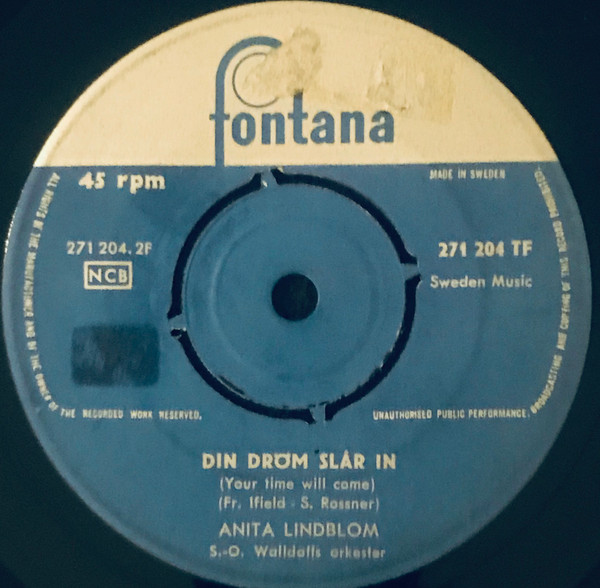 fontana
45 rpm
MADE IN SWEDEN
271 204.2F
NCB
271 204 TF
Sweden Music
ALL RIGHTS OF THE MANUFACTURER AND OF THE OWNER OF THE RECORDED WORK RESERVED.
UNAUTHORISED PUBLIC PERFORMANCE, BROADCASTING AND COPYING OF THIS RECORD PROHIBITED.
DIN DRÖM SLÅR IN
(Your time will come)
(Fr. Ifield - S. Rossner)
ANITA LINDBLOM
S.-O. Walldoffs orkester